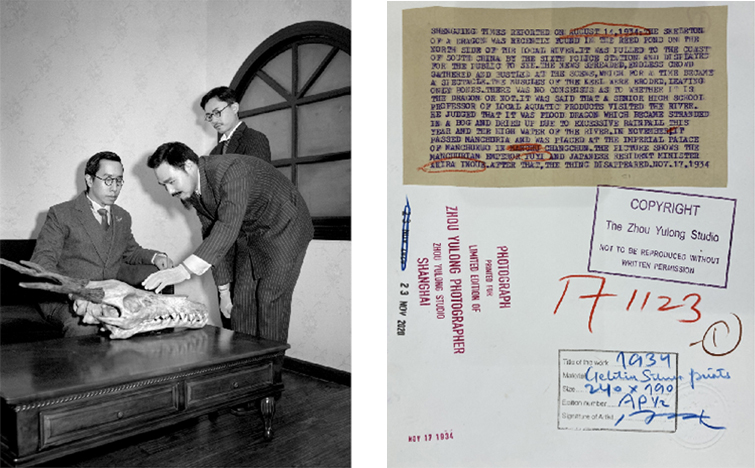 SHENGJING TIMES REPORTED ON AUGUST 14,1934.THE SKELETON
OF A DRAGON WAS RECENTLY FOUND IN THE REED POND ON THE
NORTH SIDE OF THE LOCAL RIVER.IT WAS PULLED TO THE COAST
OF SOUTH CHINA BY THE SIXTH POLICE STATION AND DISPLAYED
FOR THE PUBLIC TO SEE.THE NEWS SPREADED,ENDLESS CROWD
GATHERED AND BUSTLED AT THE SCENE,WHICH FOR A TIME BECAME
A SPECTACLE.THE MUSCLES OF THE KEEL WERE ERODED,LEAVING
ONLY BONES.THERE WAS NO CONSENSUS AS TO WHETHER IT IS
THE DRAGON OR NOT.IT WAS SAID THAT A SENIOR HIGH SCHOOL
PROFESSOR OF LOCAL AQUATIC PRODUCTS VISITED THE RIVER.
HE JUDGED THAT IT WAS FLOOD DRAGON WHICH BECAME STRANDED
IN A BOG AND DRIED UP DUE TO EXCESSIVE RAINFALL THIS
YEAR AND THE HIGH WATER OF THE RIVER.IN NOVEMBER IT
PASSED MANCHURIA AND WAS PLACED AT THE IMPERIAL PALACE
OF MANCHUKUO IN CHANGCHUN.THE PICTURE SHOWS THE
MANCHURIAN EMPEROR PUYI AND JAPANESE RESIDENT MINISTER
AKIRA INOUE.AFTER THAT,THE THING DISAPPEARED.NOV.17,1934
COPYRIGHT
The Zhou Yulong Studio
NOT TO BE REPRODUCED WITHOUT
WRITTEN PERMISSION
PHOTOGRAPH
PRINTED FOR
LIMITED EDITION OF
ZHOU YULONG PHOTOGRAPHER
ZHOU YULONG STUDIO
SHANGHAI
23 NOV 2020
171123
1
Title of the work 1934
Material Gelatin Silver prints
Size 240 X 190
Edition number AP 1/2
Signature of Artist
NOV 17 1934